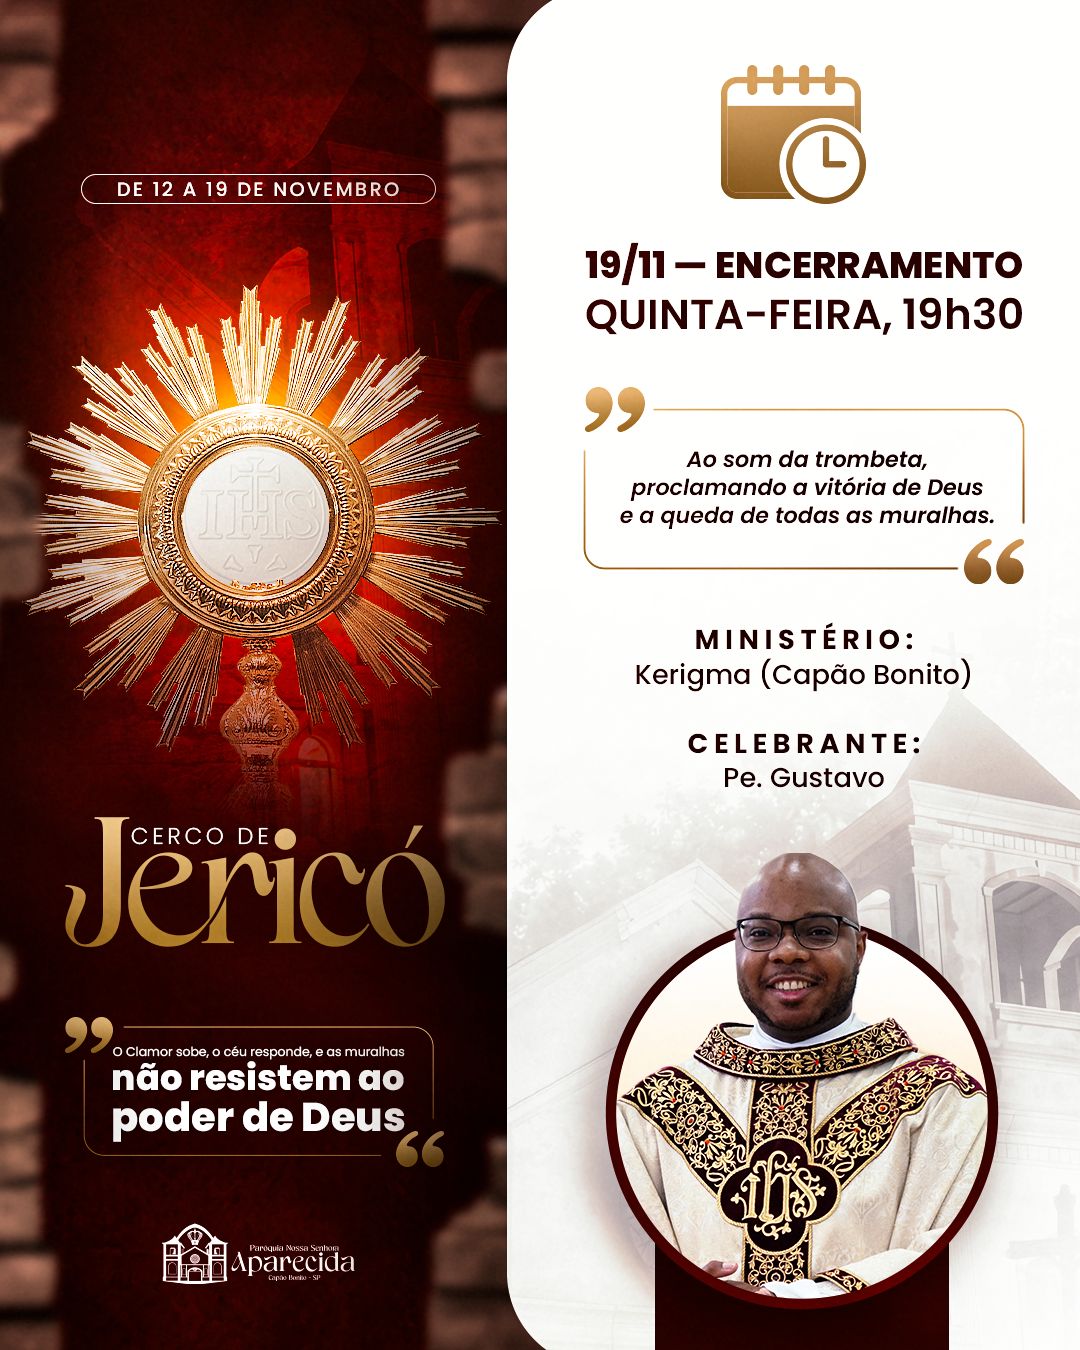 DE 12 A 19 DE NOVEMBRO
IHS
CERCO DE
Jericó
O Clamor sobe, o céu responde, e as muralhas
não resistem ao
poder de Deus
Paróquia Nossa Senhora
Aparecida
Capão Bonito - SP
19/11 — ENCERRAMENTO
QUINTA-FEIRA, 19h30
Ao som da trombeta,
proclamando a vitória de Deus
e a queda de todas as muralhas.
MINISTÉRIO:
Kerigma (Capão Bonito)
CELEBRANTE:
Pe. Gustavo
ihs